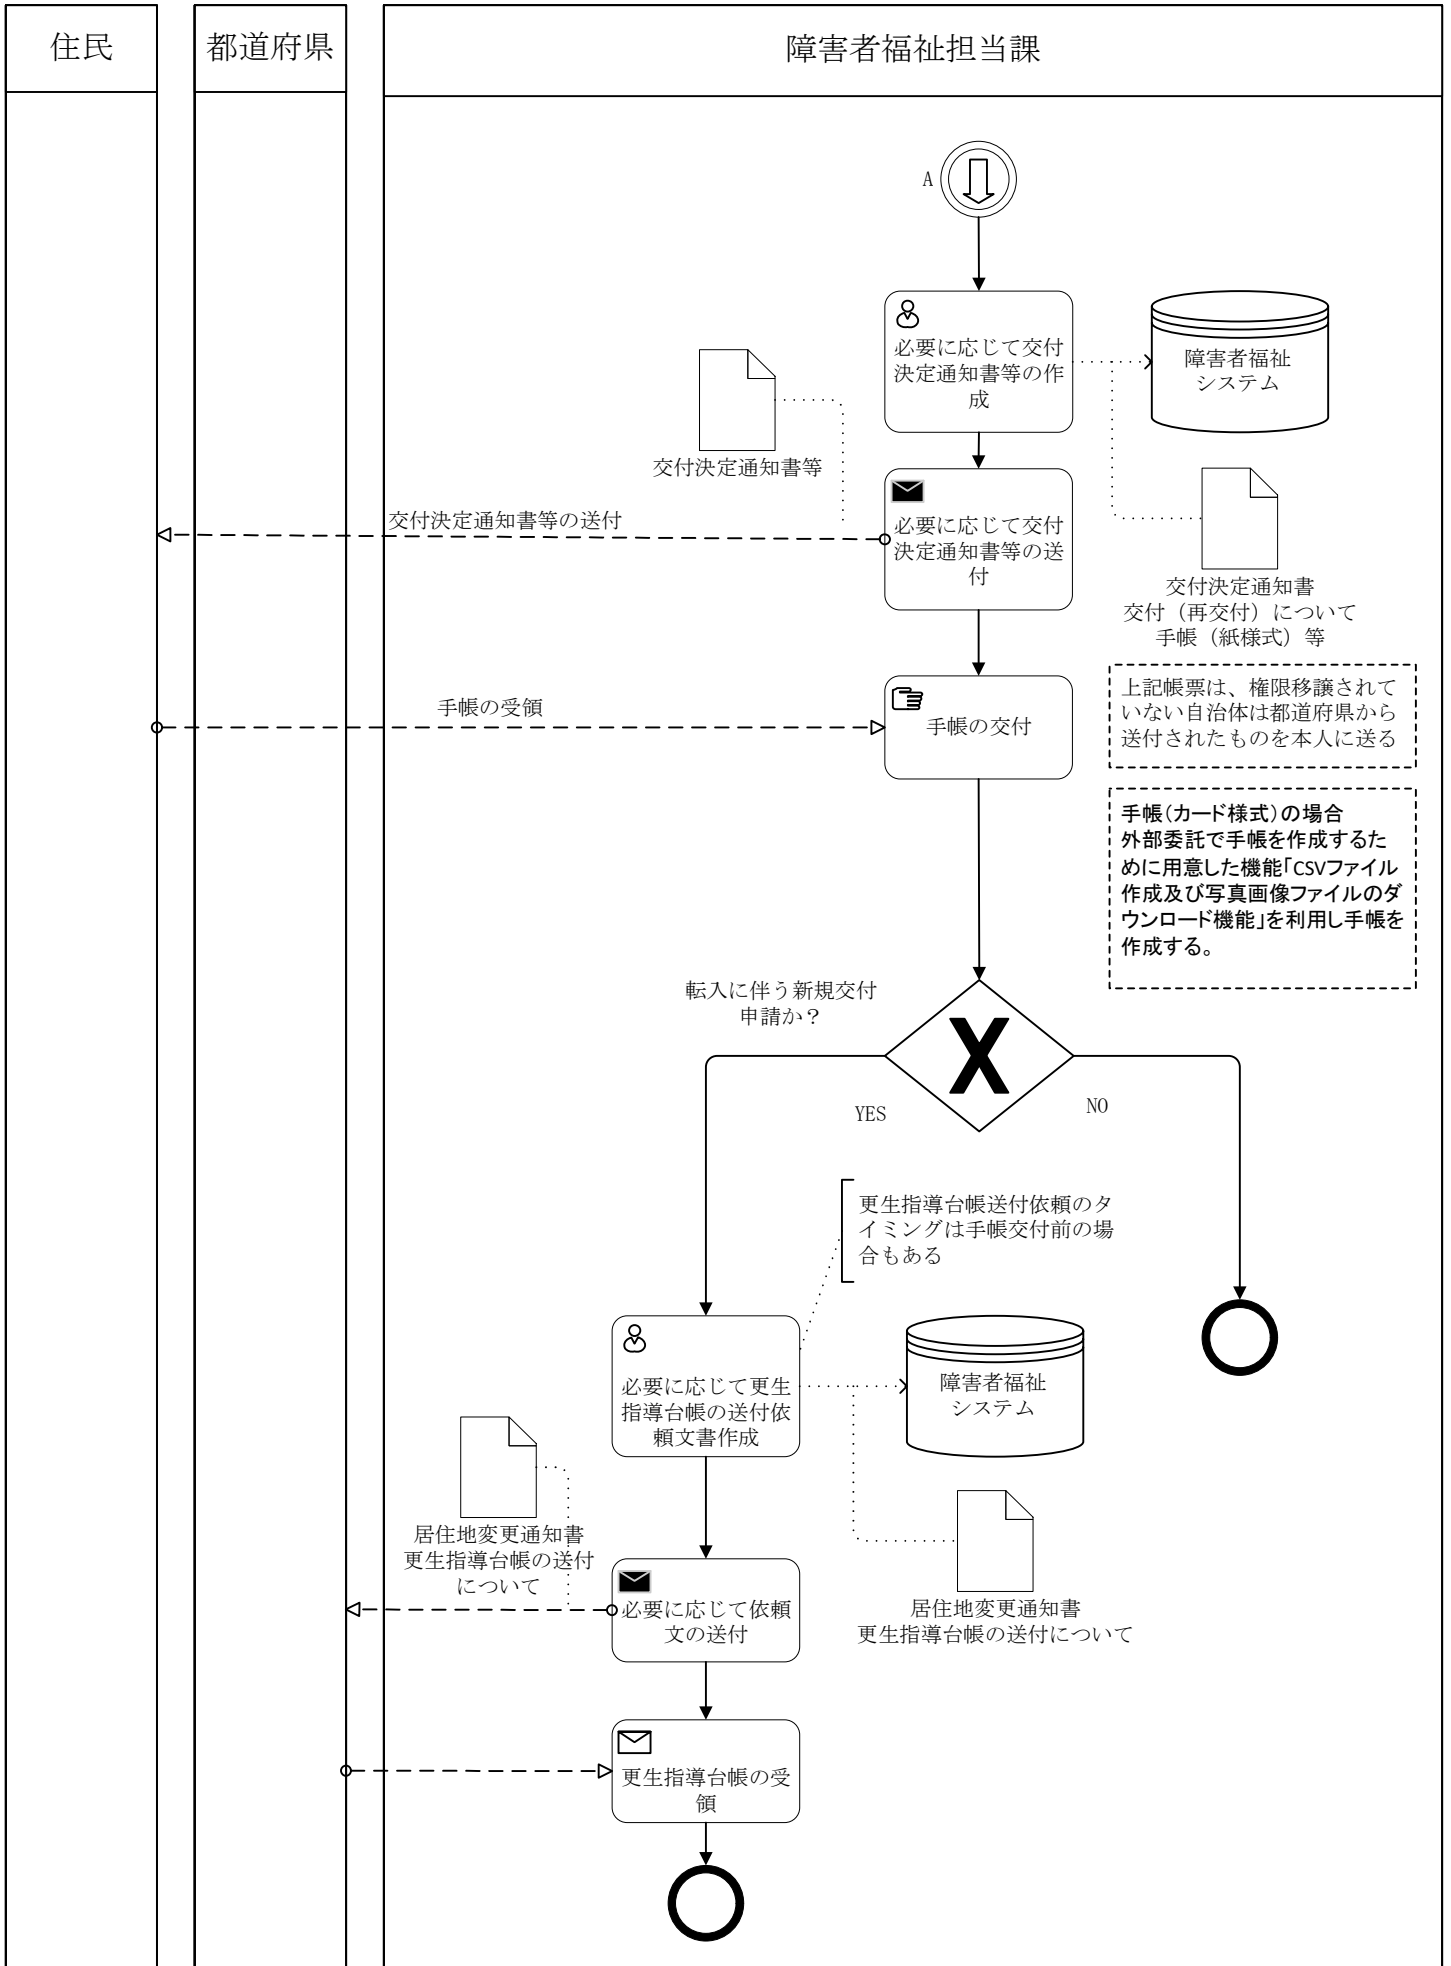 住民
都道府県
障害者福祉担当課
A
必要に応じて交付
決定通知書等の作
成
障害者福祉
システム
交付決定通知書等
交付決定通知書等の送付
必要に応じて交付
決定通知書等の送
付
交付決定通知書
交付（再交付）について
手帳（紙様式）等
上記帳票は、権限移譲されて
いない自治体は都道府県から
送付されたものを本人に送る
手帳の受領
手帳の交付
手帳（カード様式）の場合
外部委託で手帳を作成するた
めに用意した機能「CSVファイル
作成及び写真画像ファイルのダ
ウンロード機能」を利用し手帳を
作成する。
転入に伴う新規交付
申請か？
YES
NO
更生指導台帳送付依頼のタ
イミングは手帳交付前の場
合もある
必要に応じて更生
指導台帳の送付依
頼文書作成
障害者福祉
システム
居住地変更通知書
更生指導台帳の送付
について
必要に応じて依頼
文の送付
居住地変更通知書
更生指導台帳の送付について
更生指導台帳の受
領